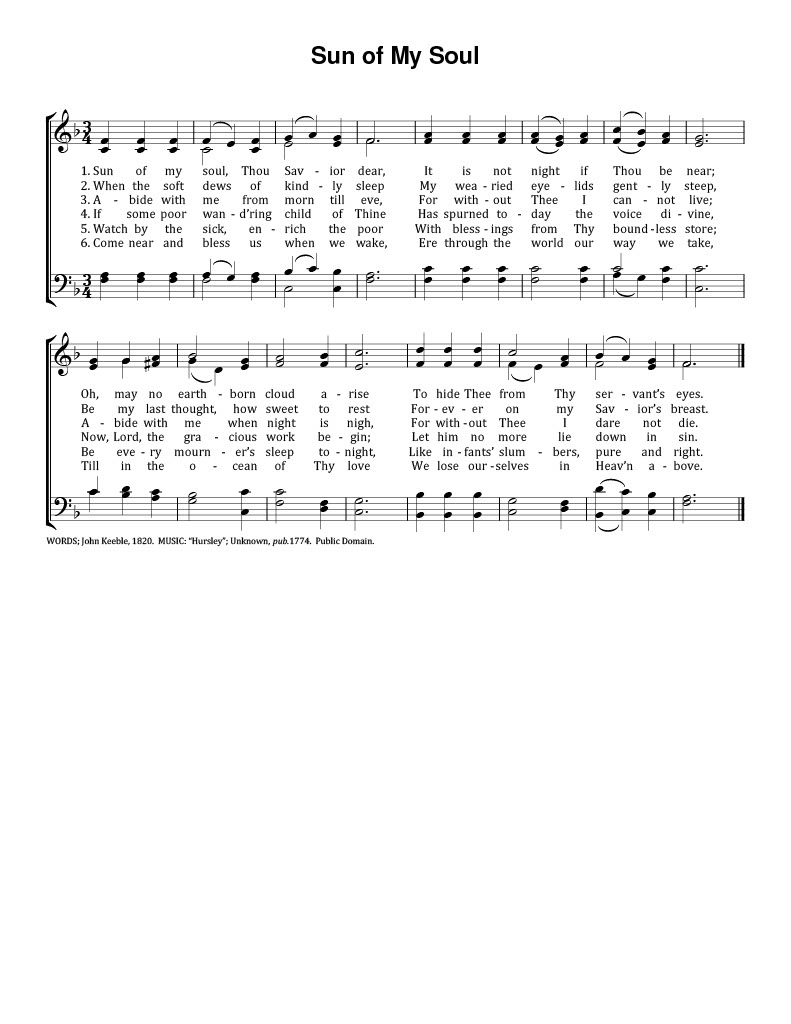 Sun of My Soul
1. Sun of my soul, Thou Sav - ior dear, It is not night if Thou be near;
2. When the soft dews of kind - ly sleep My wea - ried eye - lids gent - ly steep,
3. A - bide with me from morn till eve, For with - out Thee I can - not live;
4. If some poor wan - d'ring child of Thine Has spurned to - day the voice di - vine,
5. Watch by the sick, en - rich the poor With bless - ings from Thy bound - less store;
6. Come near and bless us when we wake, Ere through the world our way we take,
Oh, may no earth - born cloud a - rise To hide Thee from Thy ser - vant's eyes.
Be my last thought, how sweet to rest For - ev - er on my Sav - ior's breast.
A - bide with me when night is nigh, For with - out Thee I dare not die.
Now, Lord, the gra - cious work be - gin; Let him no more lie down in sin.
Be eve - ry mourn - er's sleep to - night, Like in - fants' slum - bers, pure and right.
Till in the o - cean of Thy love We lose our - selves in Heav'n a - bove.
WORDS; John Keeble, 1820. MUSIC: “Hursley”; Unknown, pub.1774. Public Domain.